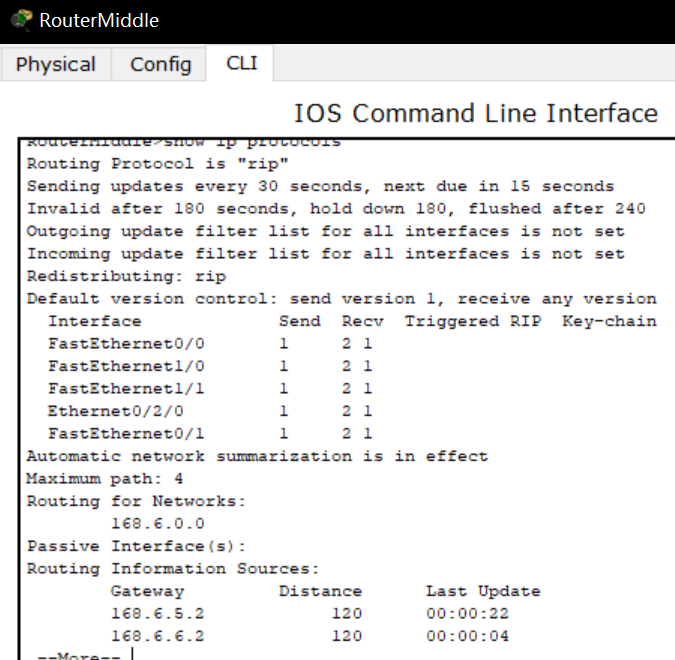 RouterMiddle
Physical Config CLI
IOS Command Line Interface
RouterMiddle>show ip protocols
Routing Protocol is "rip"
Sending updates every 30 seconds, next due in 15 seconds
Invalid after 180 seconds, hold down 180, flushed after 240
Outgoing update filter list for all interfaces is not set
Incoming update filter list for all interfaces is not set
Redistributing: rip
Default version control: send version 1, receive any version
Interface Send Recv Triggered RIP Key-chain
FastEthernet0/0 1 2 1
FastEthernet1/0 1 2 1
FastEthernet1/1 1 2 1
Ethernet0/2/0 1 2 1
FastEthernet0/1 1 2 1
Automatic network summarization is in effect
Maximum path: 4
Routing for Networks:
168.6.0.0
Passive Interface(s):
Routing Information Sources:
Gateway Distance Last Update
168.6.5.2 120 00:00:22
168.6.6.2 120 00:00:04
--More--